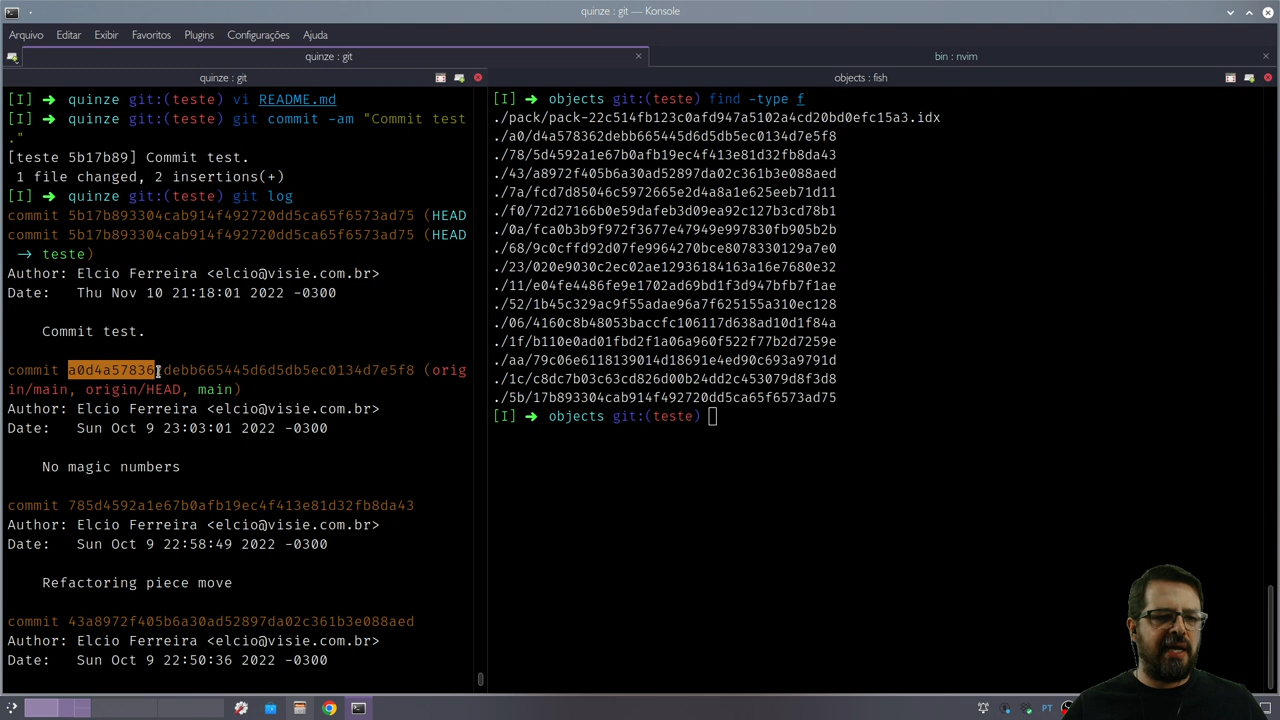 quinze : git — Konsole
Arquivo Editar Exibir Favoritos Plugins Configurações Ajuda
quinze : git
bin : nvim
quinze : git
[I] ➜ quinze git:(teste) vi README.md
[I] ➜ quinze git:(teste) git commit -am "Commit test
."
[teste 5b17b89] Commit test.
1 file changed, 2 insertions(+)
[I] ➜ quinze git:(teste) git log
commit 5b17b893304cab914f492720dd5ca65f6573ad75 (HEAD
commit 5b17b893304cab914f492720dd5ca65f6573ad75 (HEAD
-> teste)
Author: Elcio Ferreira <elcio@visie.com.br>
Date: Thu Nov 10 21:18:01 2022 -0300
Commit test.
commit a0d4a578362debb665445d6d5db5ec0134d7e5f8 (orig
in/main, origin/HEAD, main)
Author: Elcio Ferreira <elcio@visie.com.br>
Date: Sun Oct 9 23:03:01 2022 -0300
No magic numbers
commit 785d4592a1e67b0afb19ec4f413e81d32fb8da43
Author: Elcio Ferreira <elcio@visie.com.br>
Date: Sun Oct 9 22:58:49 2022 -0300
Refactoring piece move
commit 43a8972f405b6a30ad52897da02c361b3e088aed
Author: Elcio Ferreira <elcio@visie.com.br>
Date: Sun Oct 9 22:50:36 2022 -0300
objects : fish
[I] ➜ objects git:(teste) find -type f
./pack/pack-22c514fb123c0afd947a5102a4cd20bd0efc15a3.idx
./a0/d4a578362debb665445d6d5db5ec0134d7e5f8
./78/5d4592a1e67b0afb19ec4f413e81d32fb8da43
./43/a8972f405b6a30ad52897da02c361b3e088aed
./7a/fcd7d85046c5972665e2d4a8a1e625eeb71d11
./f0/72d27166b0e59dafeb3d09ea92c127b3cd78b1
./0a/fca0b3b9f972f3677e47949e997830fb905b2b
./68/9c0cffd92d07fe9964270bce8078330129a7e0
./23/020e9030c2ec02ae12936184163a16e7680e32
./11/e04fe4486fe9e1702ad69bd1f3d947bfb7f1ae
./52/1b45c329ac9f55adae96a7f625155a310ec128
./06/4160c8b48053baccfc106117d638ad10d1f84a
./1f/b110e0ad01fbd2f1a06a960f522f77b2d7259e
./aa/79c06e6118139014d18691e4ed90c693a9791d
./1c/c8dc7b03c63cd826d00b24dd2c453079d8f3d8
./5b/17b893304cab914f492720dd5ca65f6573ad75
[I] ➜ objects git:(teste)
PT